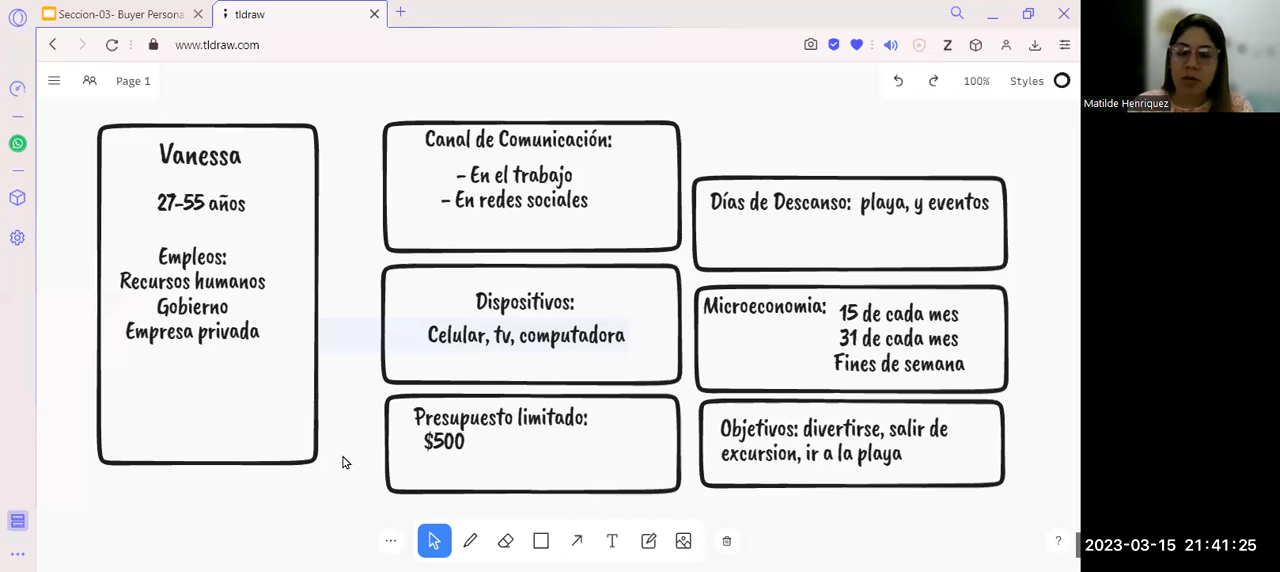 Seccion-03- Buyer Persona
tldraw
www.tldraw.com
Page 1
100%
Styles
Matilde Henriquez
Vanessa
27-55 años
Empleos:
Recursos humanos
Gobierno
Empresa privada
Canal de Comunicación:
- En el trabajo
- En redes sociales
Dispositivos:
Celular, tv, computadora
Presupuesto limitado:
$500
Días de Descanso: playa, y eventos
Microeconomia:
15 de cada mes
31 de cada mes
Fines de semana
Objetivos: divertirse, salir de
excursion, ir a la playa
2023-03-15 21:41:25